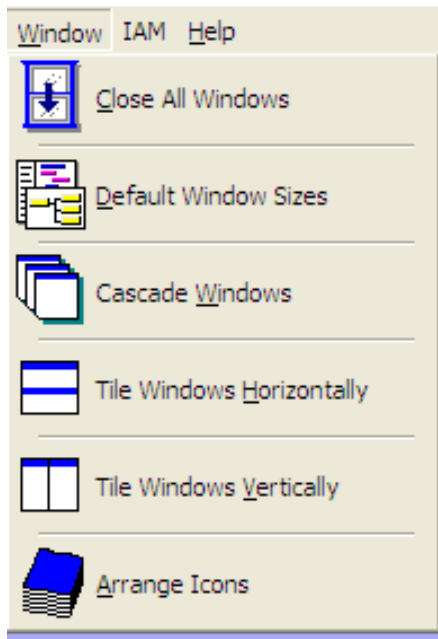 Window IAM Help
Close All Windows
Default Window Sizes
Cascade Windows
Tile Windows Horizontally
Tile Windows Vertically
Arrange Icons